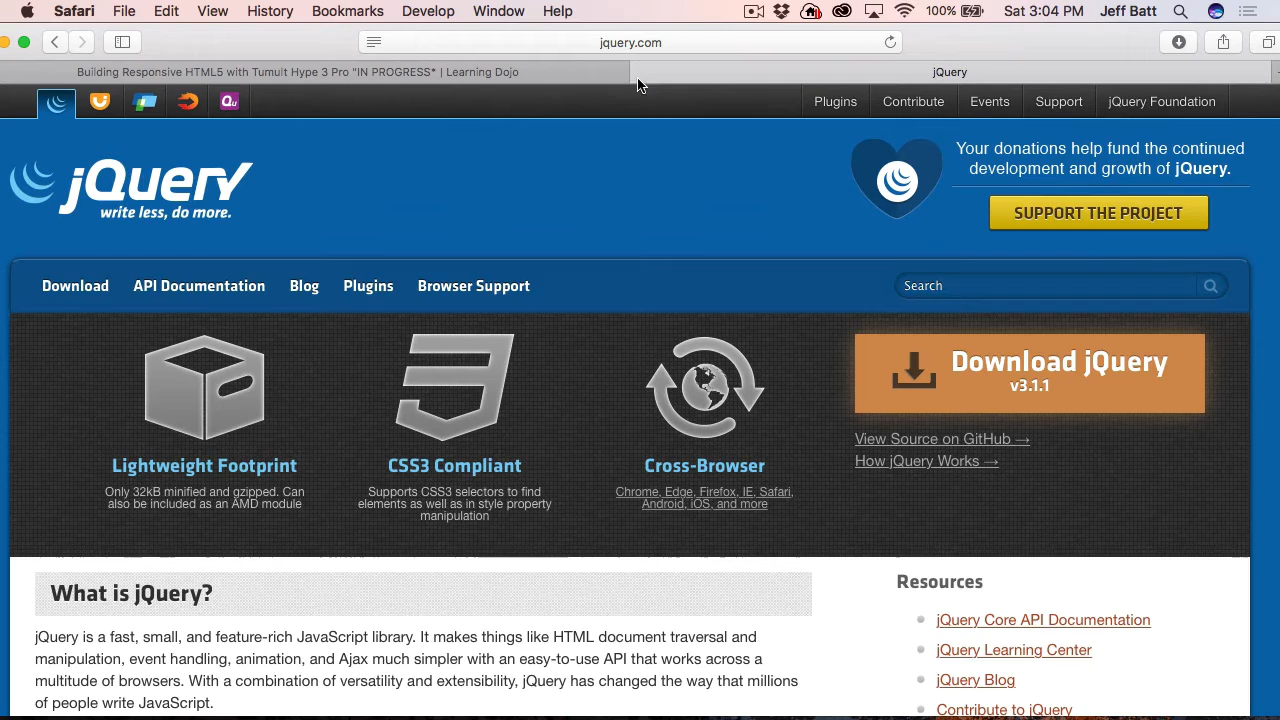 Safari File Edit View History Bookmarks Develop Window Help 100% Sat 3:04 PM Jeff Batt
jquery.com
Building Responsive HTML5 with Tumult Hype 3 Pro "IN PROGRESS* | Learning Dojo
jQuery
Qu
Plugins Contribute Events Support jQuery Foundation
jQuery
write less, do more.
Your donations help fund the continued
development and growth of jQuery.
SUPPORT THE PROJECT
Download API Documentation Blog Plugins Browser Support
Search
Lightweight Footprint
Only 32kB minified and gzipped. Can
also be included as an AMD module
CSS3 Compliant
Supports CSS3 selectors to find
elements as well as in style property
manipulation
Cross-Browser
Chrome, Edge, Firefox, IE, Safari,
Android, iOS, and more
Download jQuery
v3.1.1
View Source on GitHub →
How jQuery Works →
What is jQuery?
jQuery is a fast, small, and feature-rich JavaScript library. It makes things like HTML document traversal and
manipulation, event handling, animation, and Ajax much simpler with an easy-to-use API that works across a
multitude of browsers. With a combination of versatility and extensibility, jQuery has changed the way that millions
of people write JavaScript.
Resources
jQuery Core API Documentation
jQuery Learning Center
jQuery Blog
Contribute to jQuery